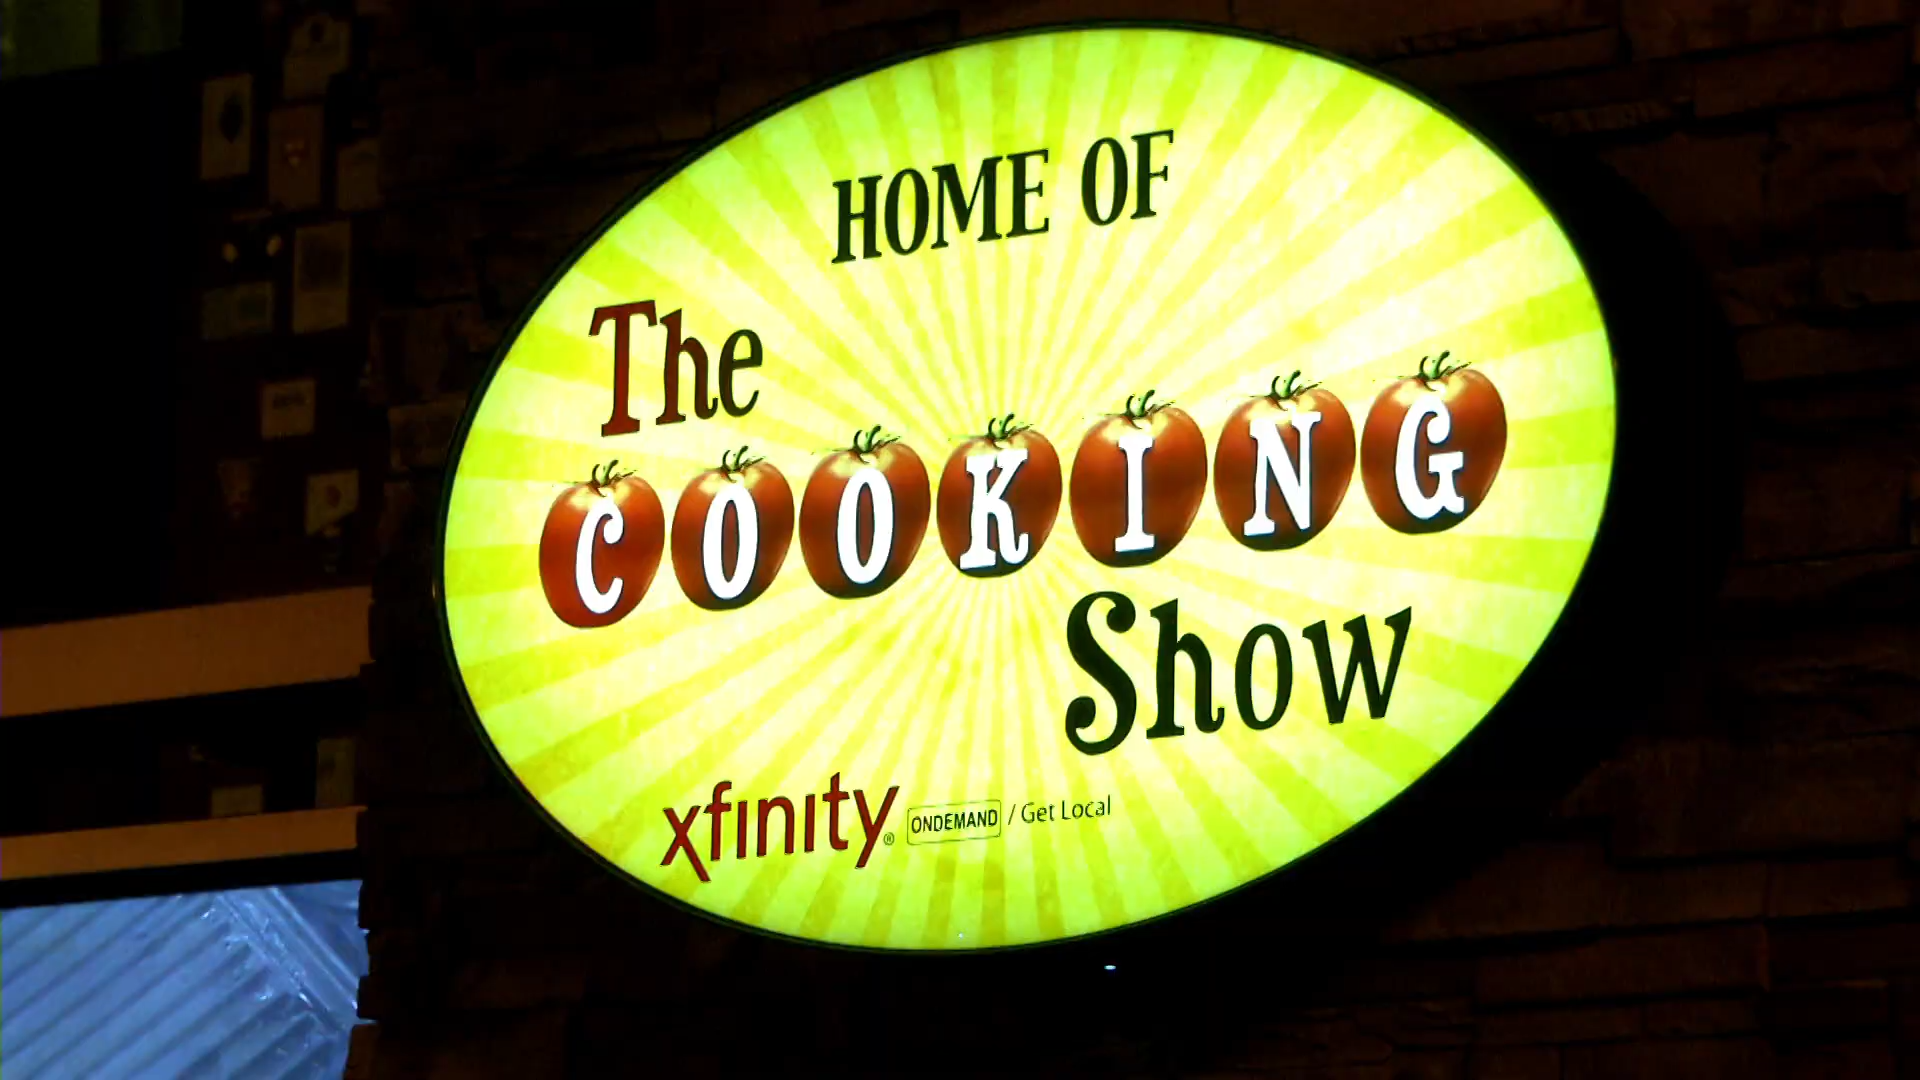 HOME OF
The
COOKING
Show
xfinity® ONDEMAND / Get Local